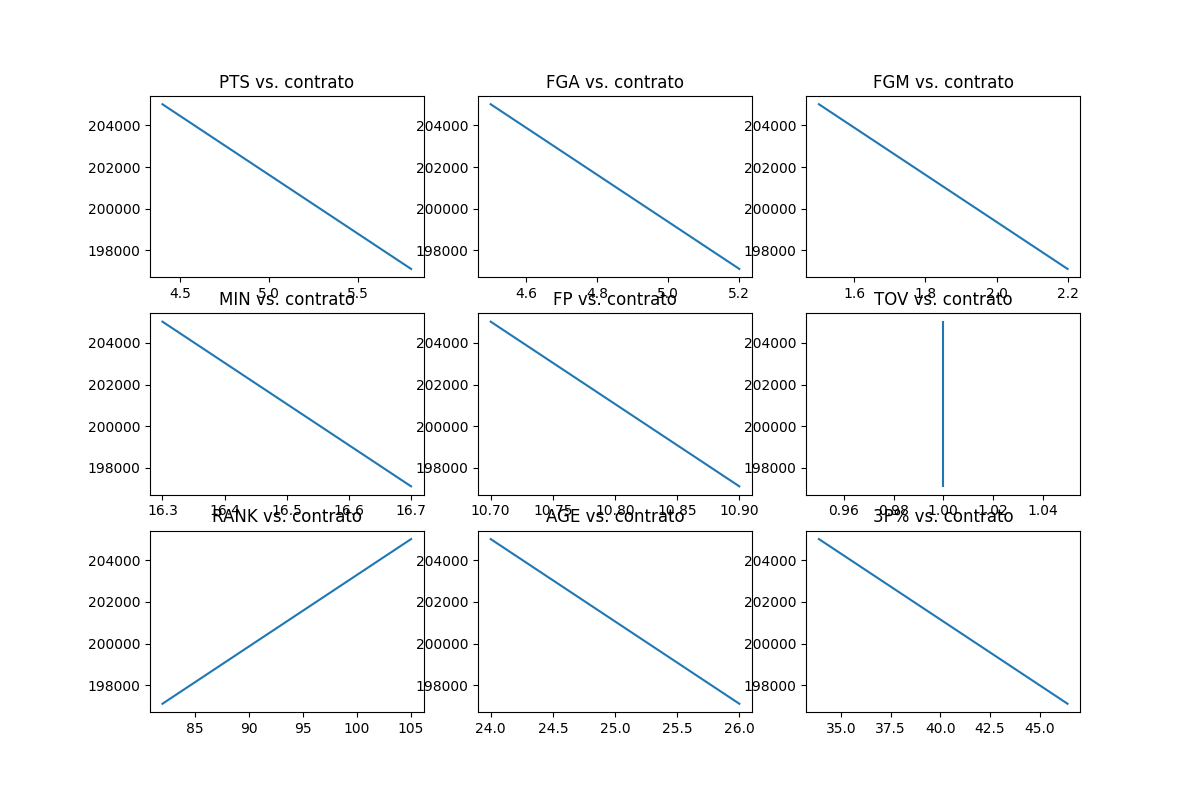 PTS vs. contrato
FGA vs. contrato
FGM vs. contrato
204000
202000
200000
198000
4.5 5.0 5.5
204000
202000
200000
198000
4.6 4.8 5.0 5.2
204000
202000
200000
198000
1.6 1.8 2.0 2.2
MIN vs. contrato
FP vs. contrato
TOV vs. contrato
204000
202000
200000
198000
16.3 16.4 16.5 16.6 16.7
204000
202000
200000
198000
10.70 10.75 10.80 10.85 10.90
204000
202000
200000
198000
0.96 0.98 1.00 1.02 1.04
RANK vs. contrato
AGE vs. contrato
3P% vs. contrato
204000
202000
200000
198000
85 90 95 100 105
204000
202000
200000
198000
24.0 24.5 25.0 25.5 26.0
204000
202000
200000
198000
35.0 37.5 40.0 42.5 45.0